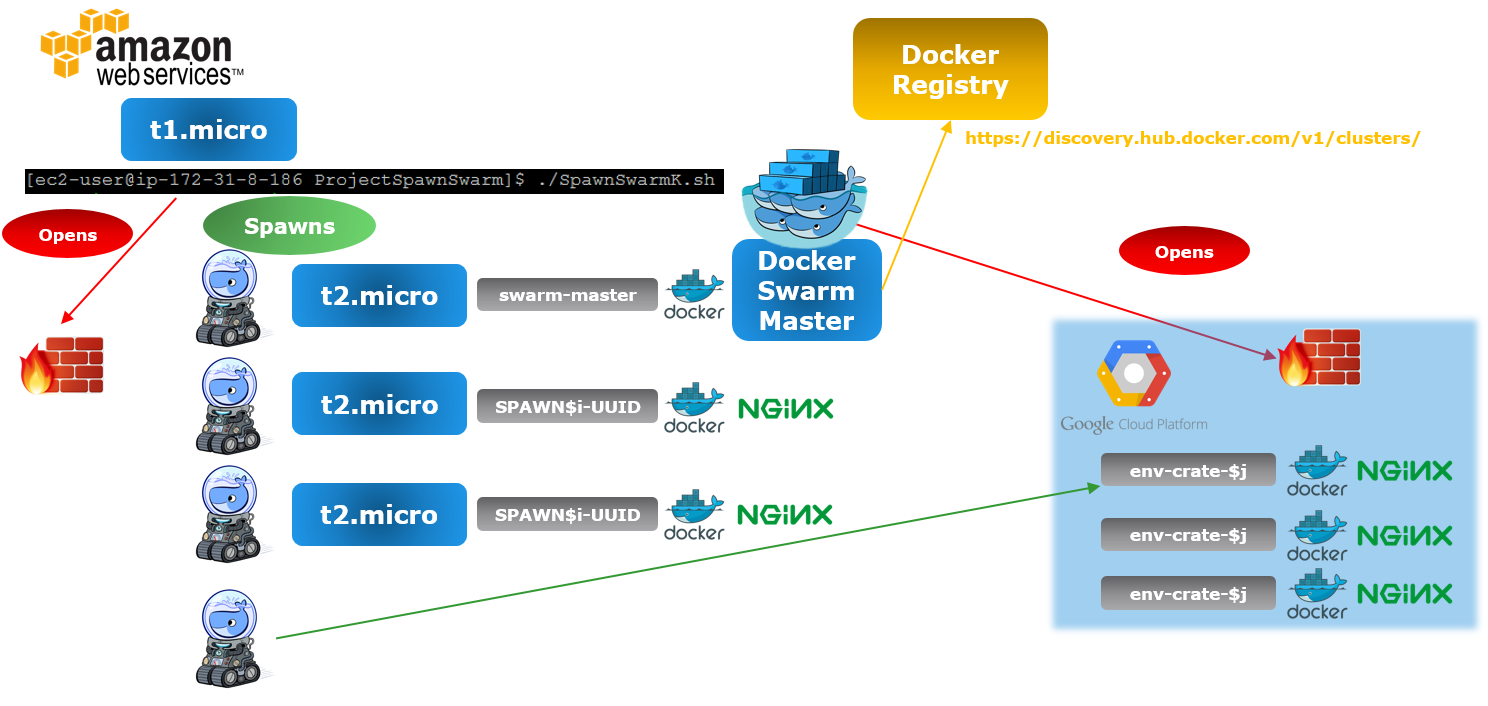 amazon
web services™
t1.micro
[ec2-user@ip-172-31-8-186 ProjectSpawnSwarm]$ ./SpawnSwarmK.sh
Docker
Registry
https://discovery.hub.docker.com/v1/clusters/
Opens
Spawns
t2.micro
swarm-master
docker
Docker
Swarm
Master
Opens
t2.micro
SPAWN$i-UUID
docker
NGiNX
t2.micro
SPAWN$i-UUID
docker
NGiNX
Google Cloud Platform
env-crate-$j
docker
NGiNX
env-crate-$j
docker
NGiNX
env-crate-$j
docker
NGiNX